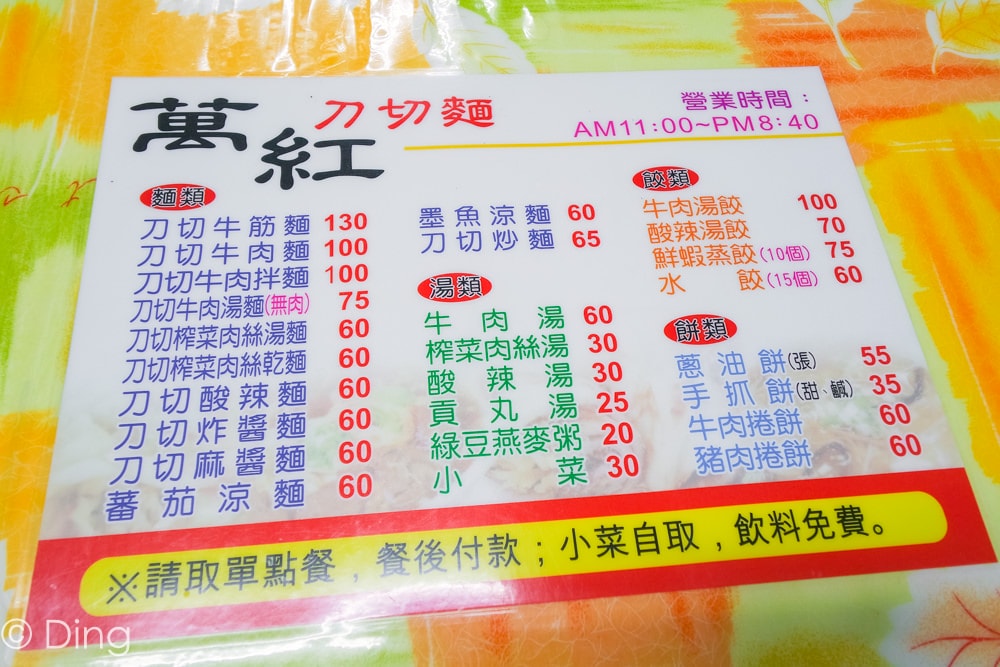 萬紅 刀切麵
營業時間：
AM11:00~PM8:40
麵類
刀切牛筋麵 130
刀切牛肉麵 100
刀切牛肉拌麵 100
刀切牛肉湯麵(無肉) 75
刀切榨菜肉絲湯麵 60
刀切榨菜肉絲乾麵 60
刀切酸辣麵 60
刀切炸醬麵 60
刀切麻醬麵 60
蕃茄涼麵 60
墨魚涼麵 60
刀切炒麵 65
湯類
牛肉湯 60
榨菜肉絲湯 30
酸辣湯 30
貢丸湯 25
綠豆燕麥粥 20
小菜 30
餃類
牛肉湯餃 100
酸辣湯餃 70
鮮蝦蒸餃(10個) 75
水餃(15個) 60
餅類
蔥油餅(張) 55
手抓餅(甜、鹹) 35
牛肉捲餅 60
豬肉捲餅 60
※請取單點餐，餐後付款；小菜自取，飲料免費。
© Ding